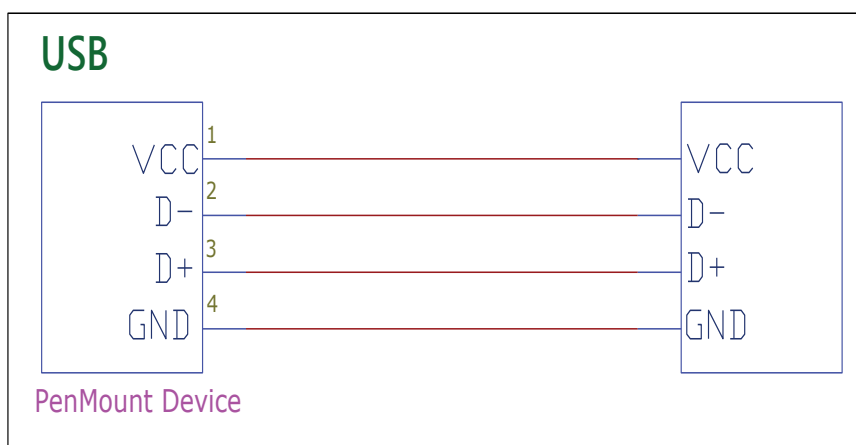 USB
1
VCC VCC
2
D- D-
3
D+ D+
4
GND GND
PenMount Device